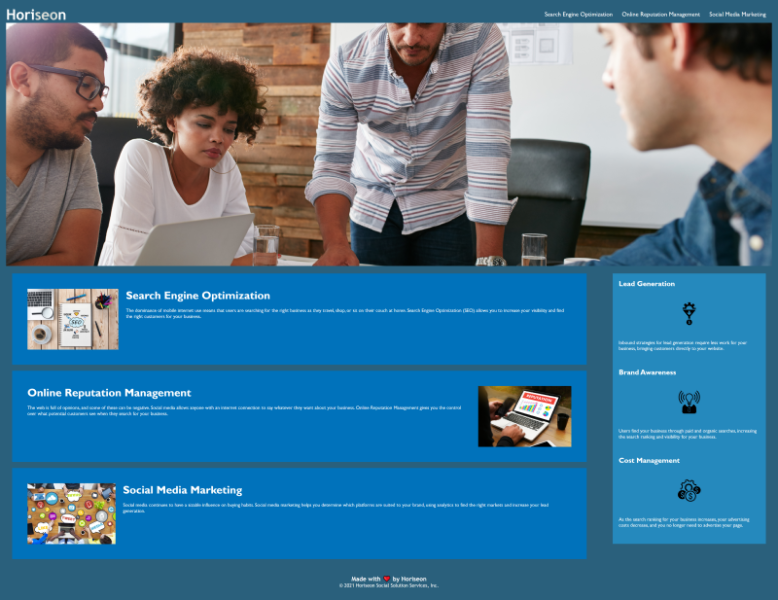 Horiseon
Search Engine Optimization
Online Reputation Management
Social Media Marketing
Search Engine Optimization
The dominance of mobile internet use means that users are searching for the right business as they travel, shop, or sit on their couch at home. Search Engine Optimization (SEO) allows you to increase your visibility and find
the right customers for your business.
Online Reputation Management
The web is full of opinions, and some of these can be negative. Social media allows anyone with an internet connection to say whatever they want about your business. Online Reputation Management gives you the control
over what potential customers see when they search for your business.
Social Media Marketing
Social media continues to have a sizable influence on buying habits. Social media marketing helps you determine which platforms are suited to your brand, using analytics to find the right markets and increase your lead
generation.
Lead Generation
Inbound strategies for lead generation require less work for your
business, bringing customers directly to your website.
Brand Awareness
Users find your business through paid and organic searches, increasing
the search ranking and visibility for your business.
Cost Management
As the search ranking for your business increases, your advertising
costs decrease, and you no longer need to advertise your page.
SEO
REPUTATION
Made with ❤️ by Horiseon
© 2021 Horiseon Social Solution Services, Inc.